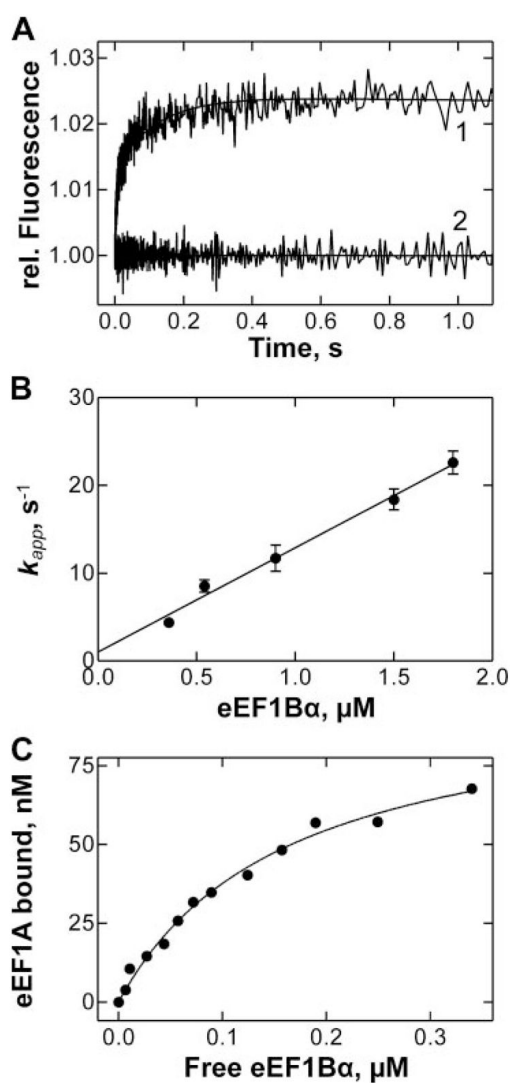 A
rel. Fluorescence
1.03
1.02
1.01
1.00
1
2
0.0 0.2 0.4 0.6 0.8 1.0
Time, s
B
kapp, s-1
30
20
10
0
0.0 0.5 1.0 1.5 2.0
eEF1Bα, µM
C
eEF1A bound, nM
75
50
25
0
0.0 0.1 0.2 0.3
Free eEF1Bα, µM